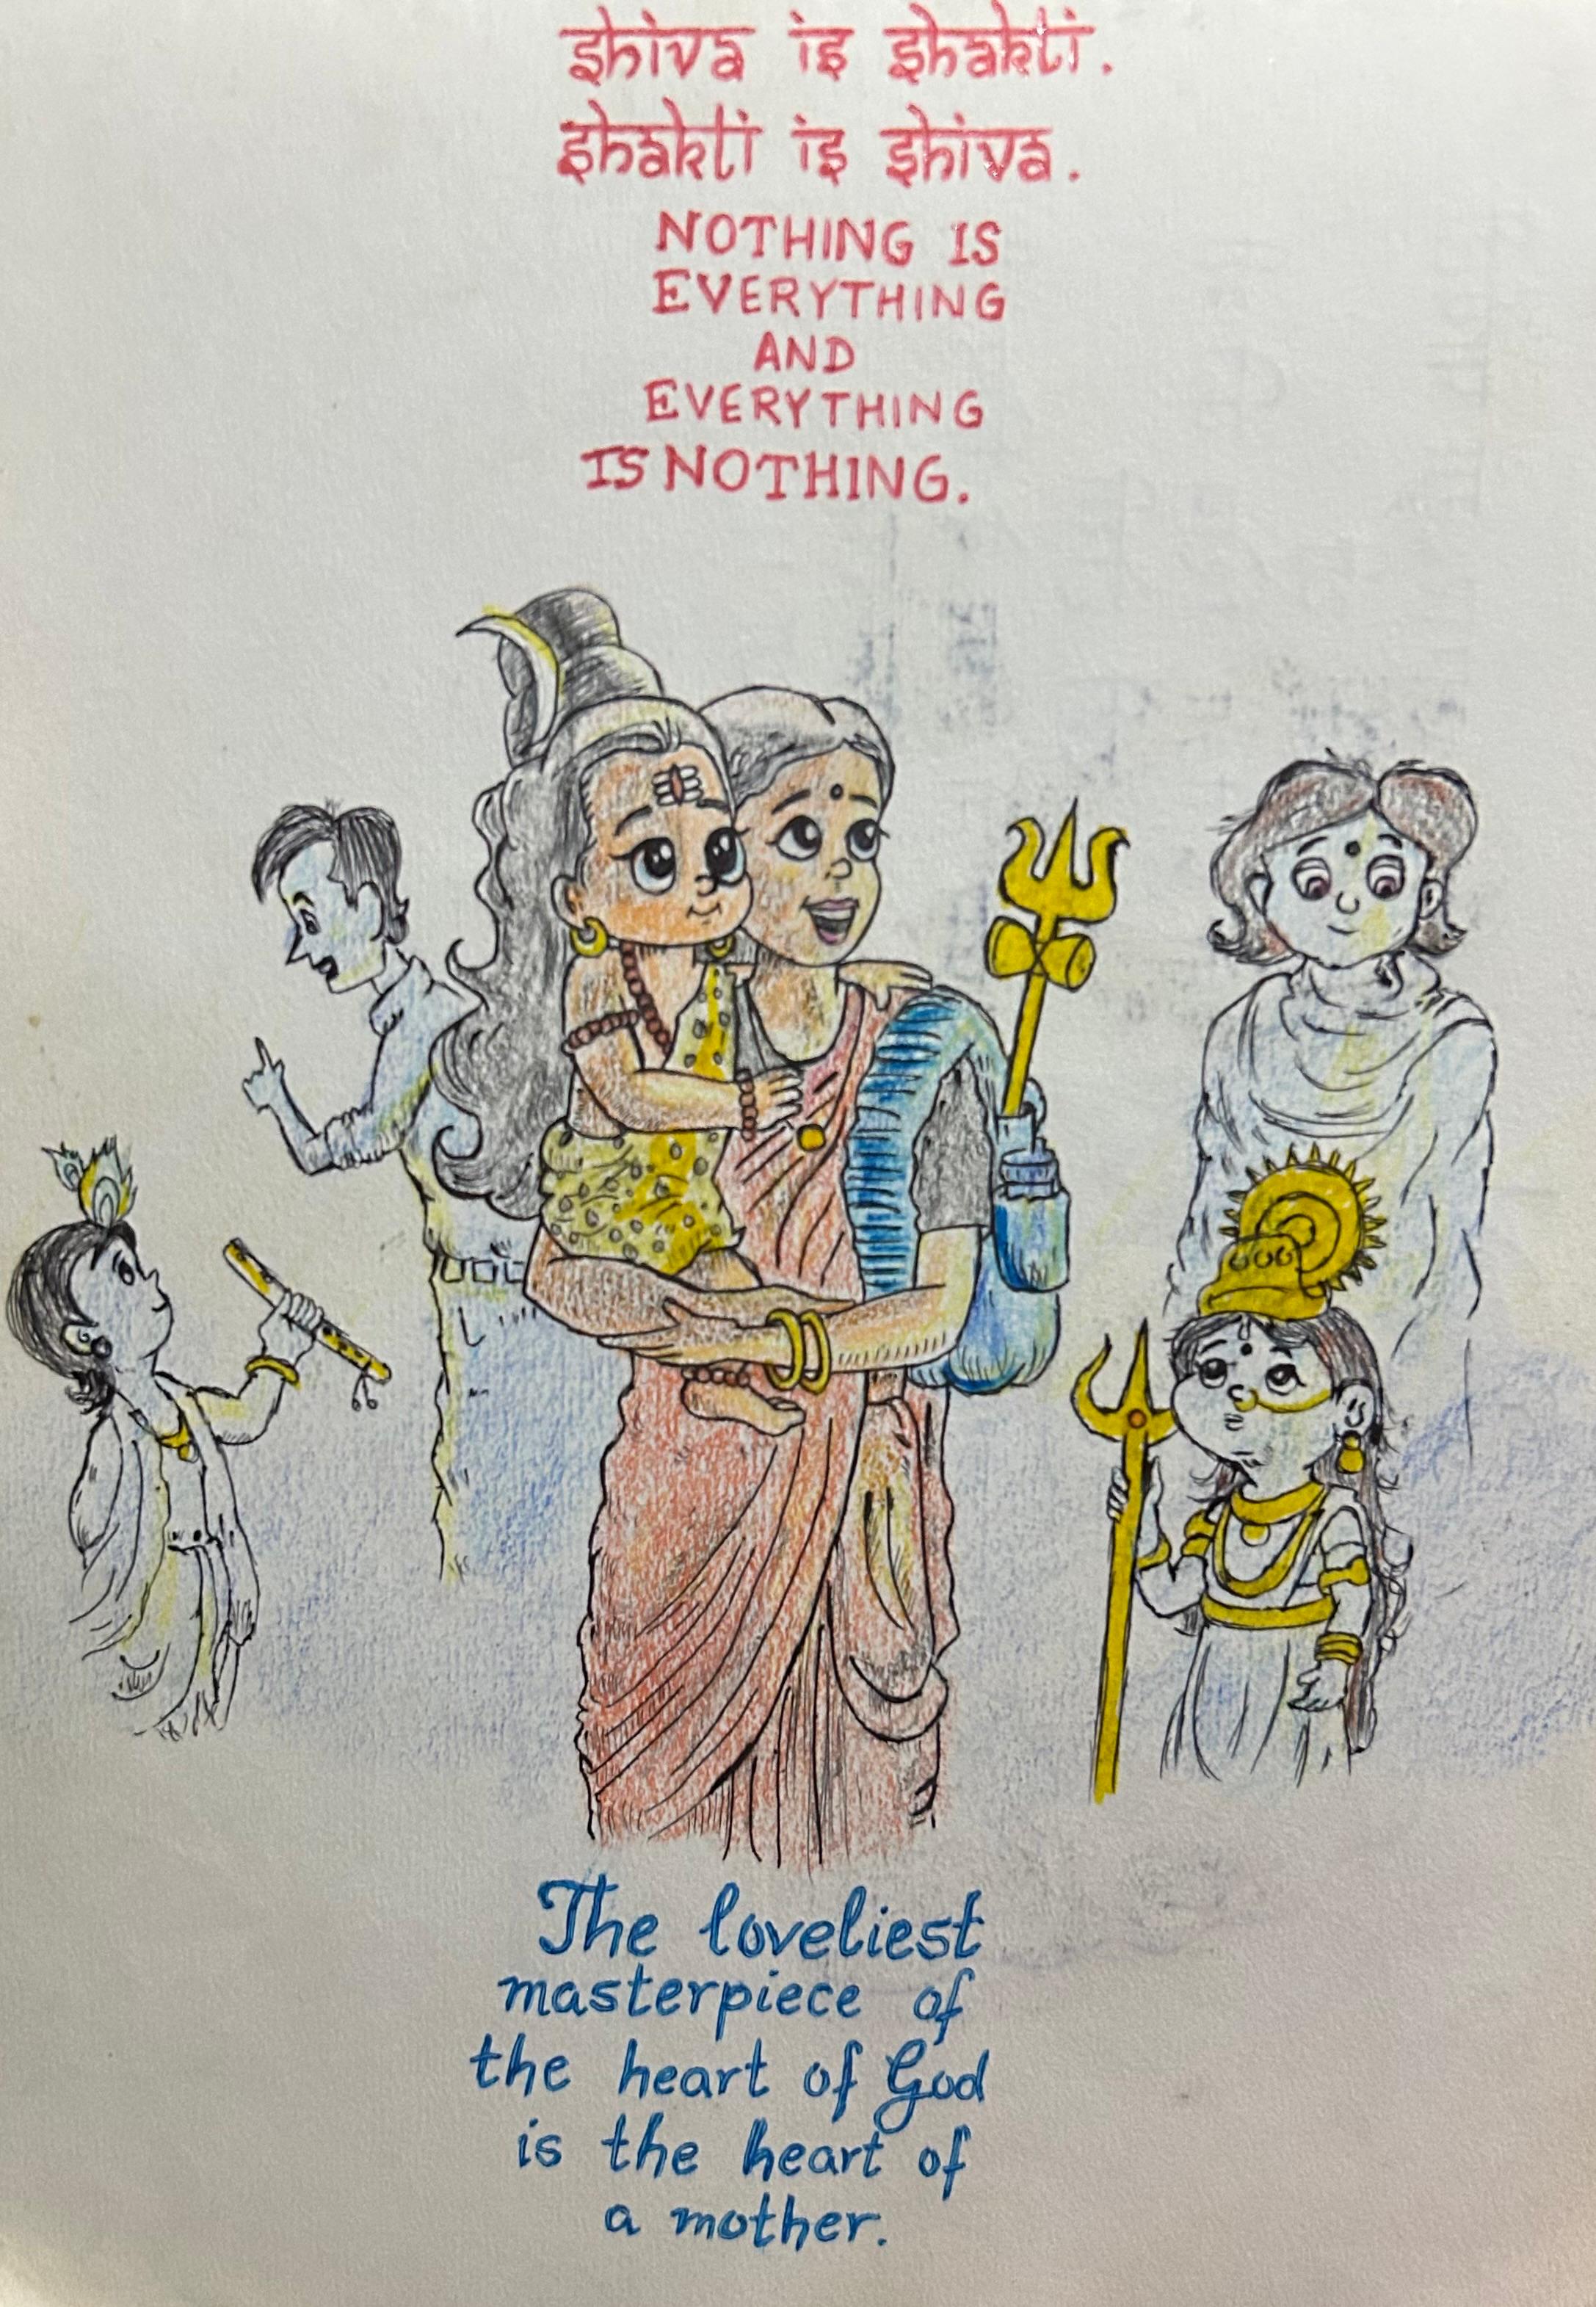 shiva is shakti.
shakti is shiva.
NOTHING IS
EVERYTHING
AND
EVERYTHING
IS NOTHING.
The loveliest
masterpiece of
the heart of God
is the heart of
a mother.